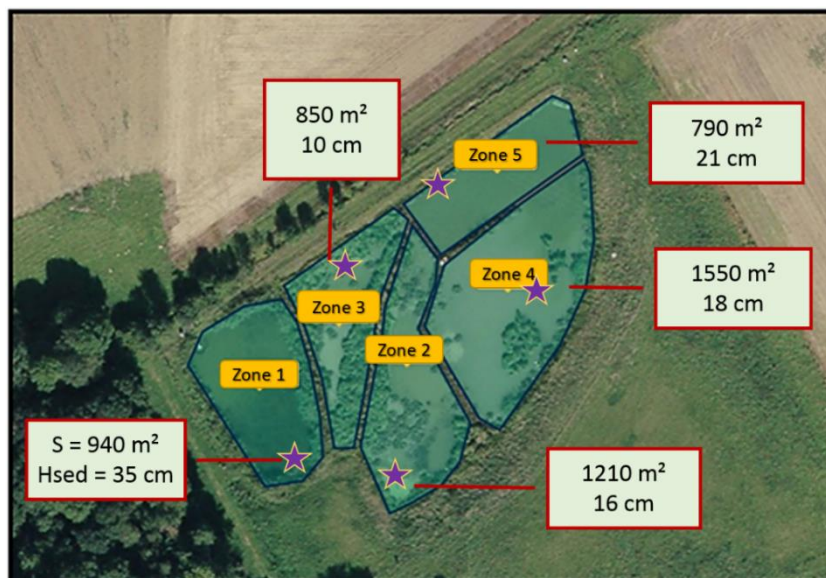 850 m²
10 cm
790 m²
21 cm
Zone 5
Zone 4
1550 m²
18 cm
Zone 3
Zone 2
Zone 1
S = 940 m²
Hsed = 35 cm
1210 m²
16 cm